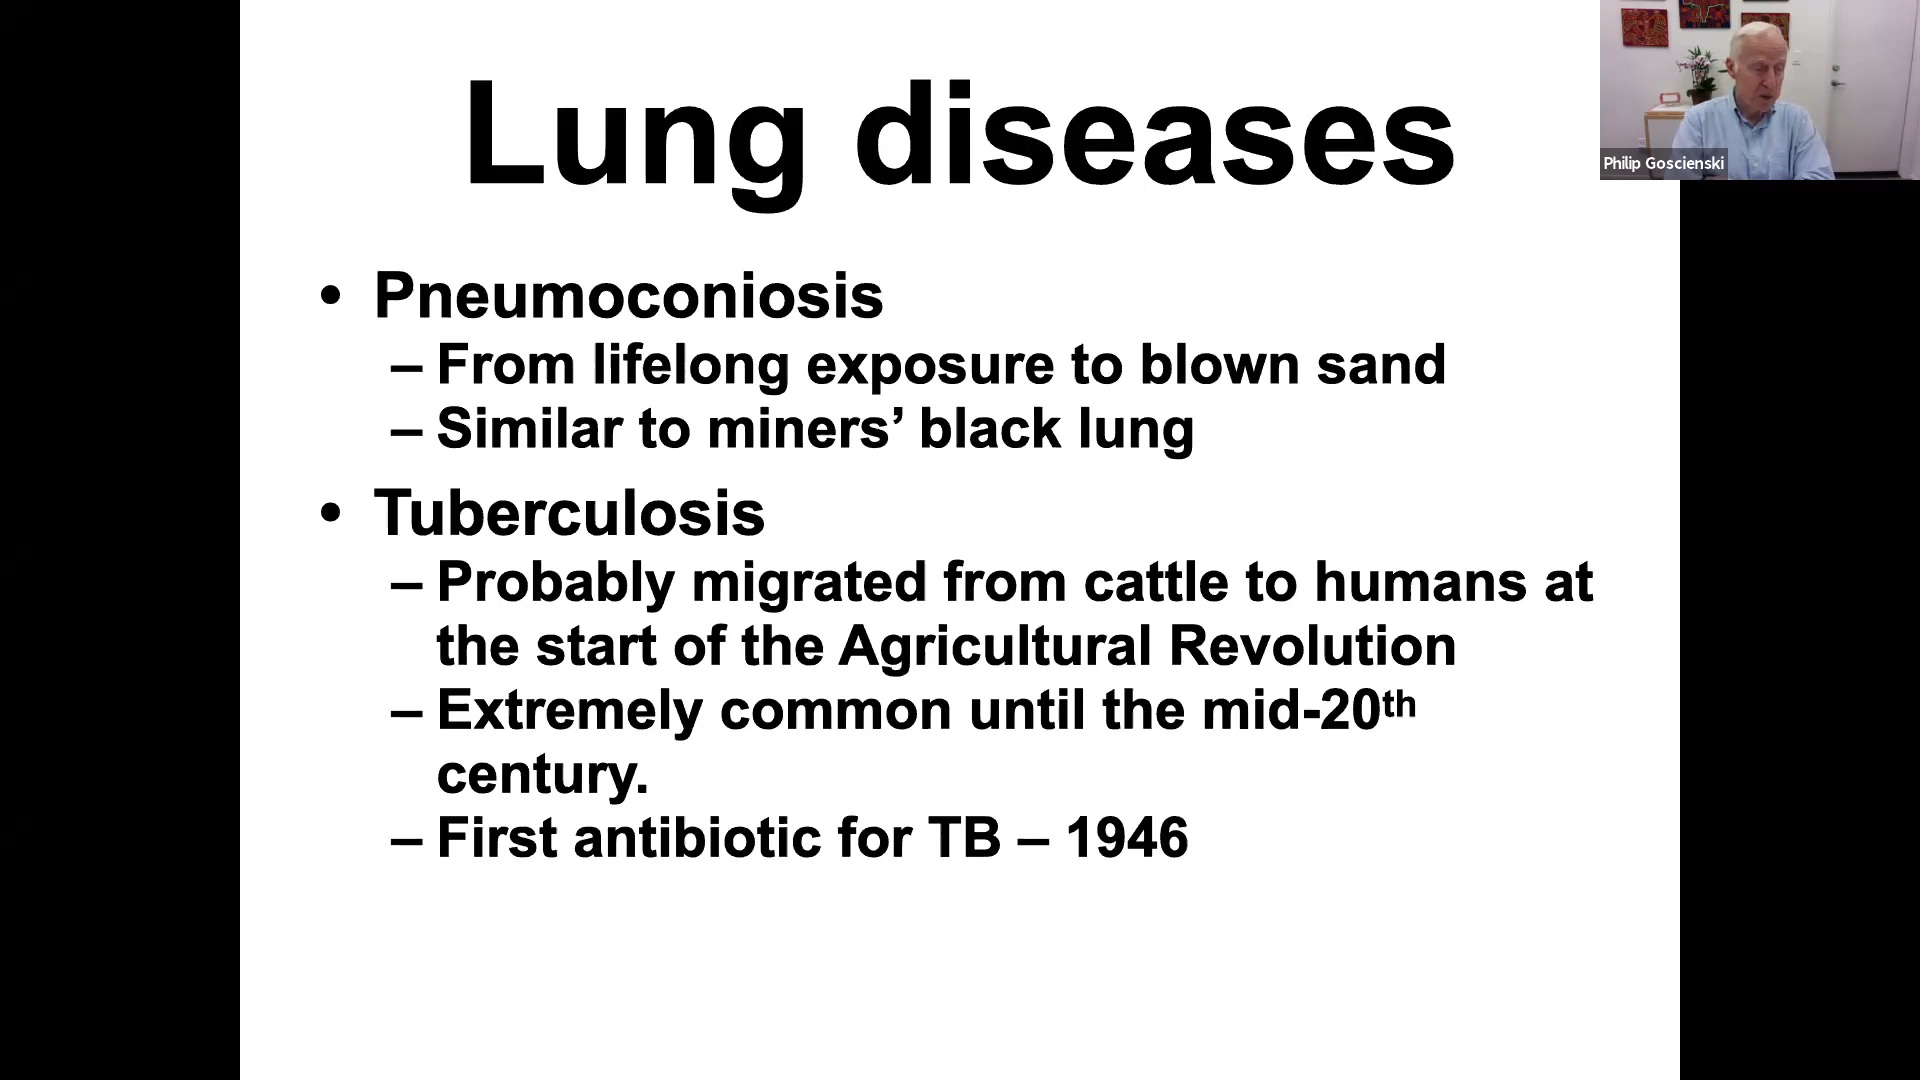 Lung diseases
Philip Goscienski
• Pneumoconiosis
– From lifelong exposure to blown sand
– Similar to miners’ black lung
• Tuberculosis
– Probably migrated from cattle to humans at
the start of the Agricultural Revolution
– Extremely common until the mid-20th
century.
– First antibiotic for TB – 1946